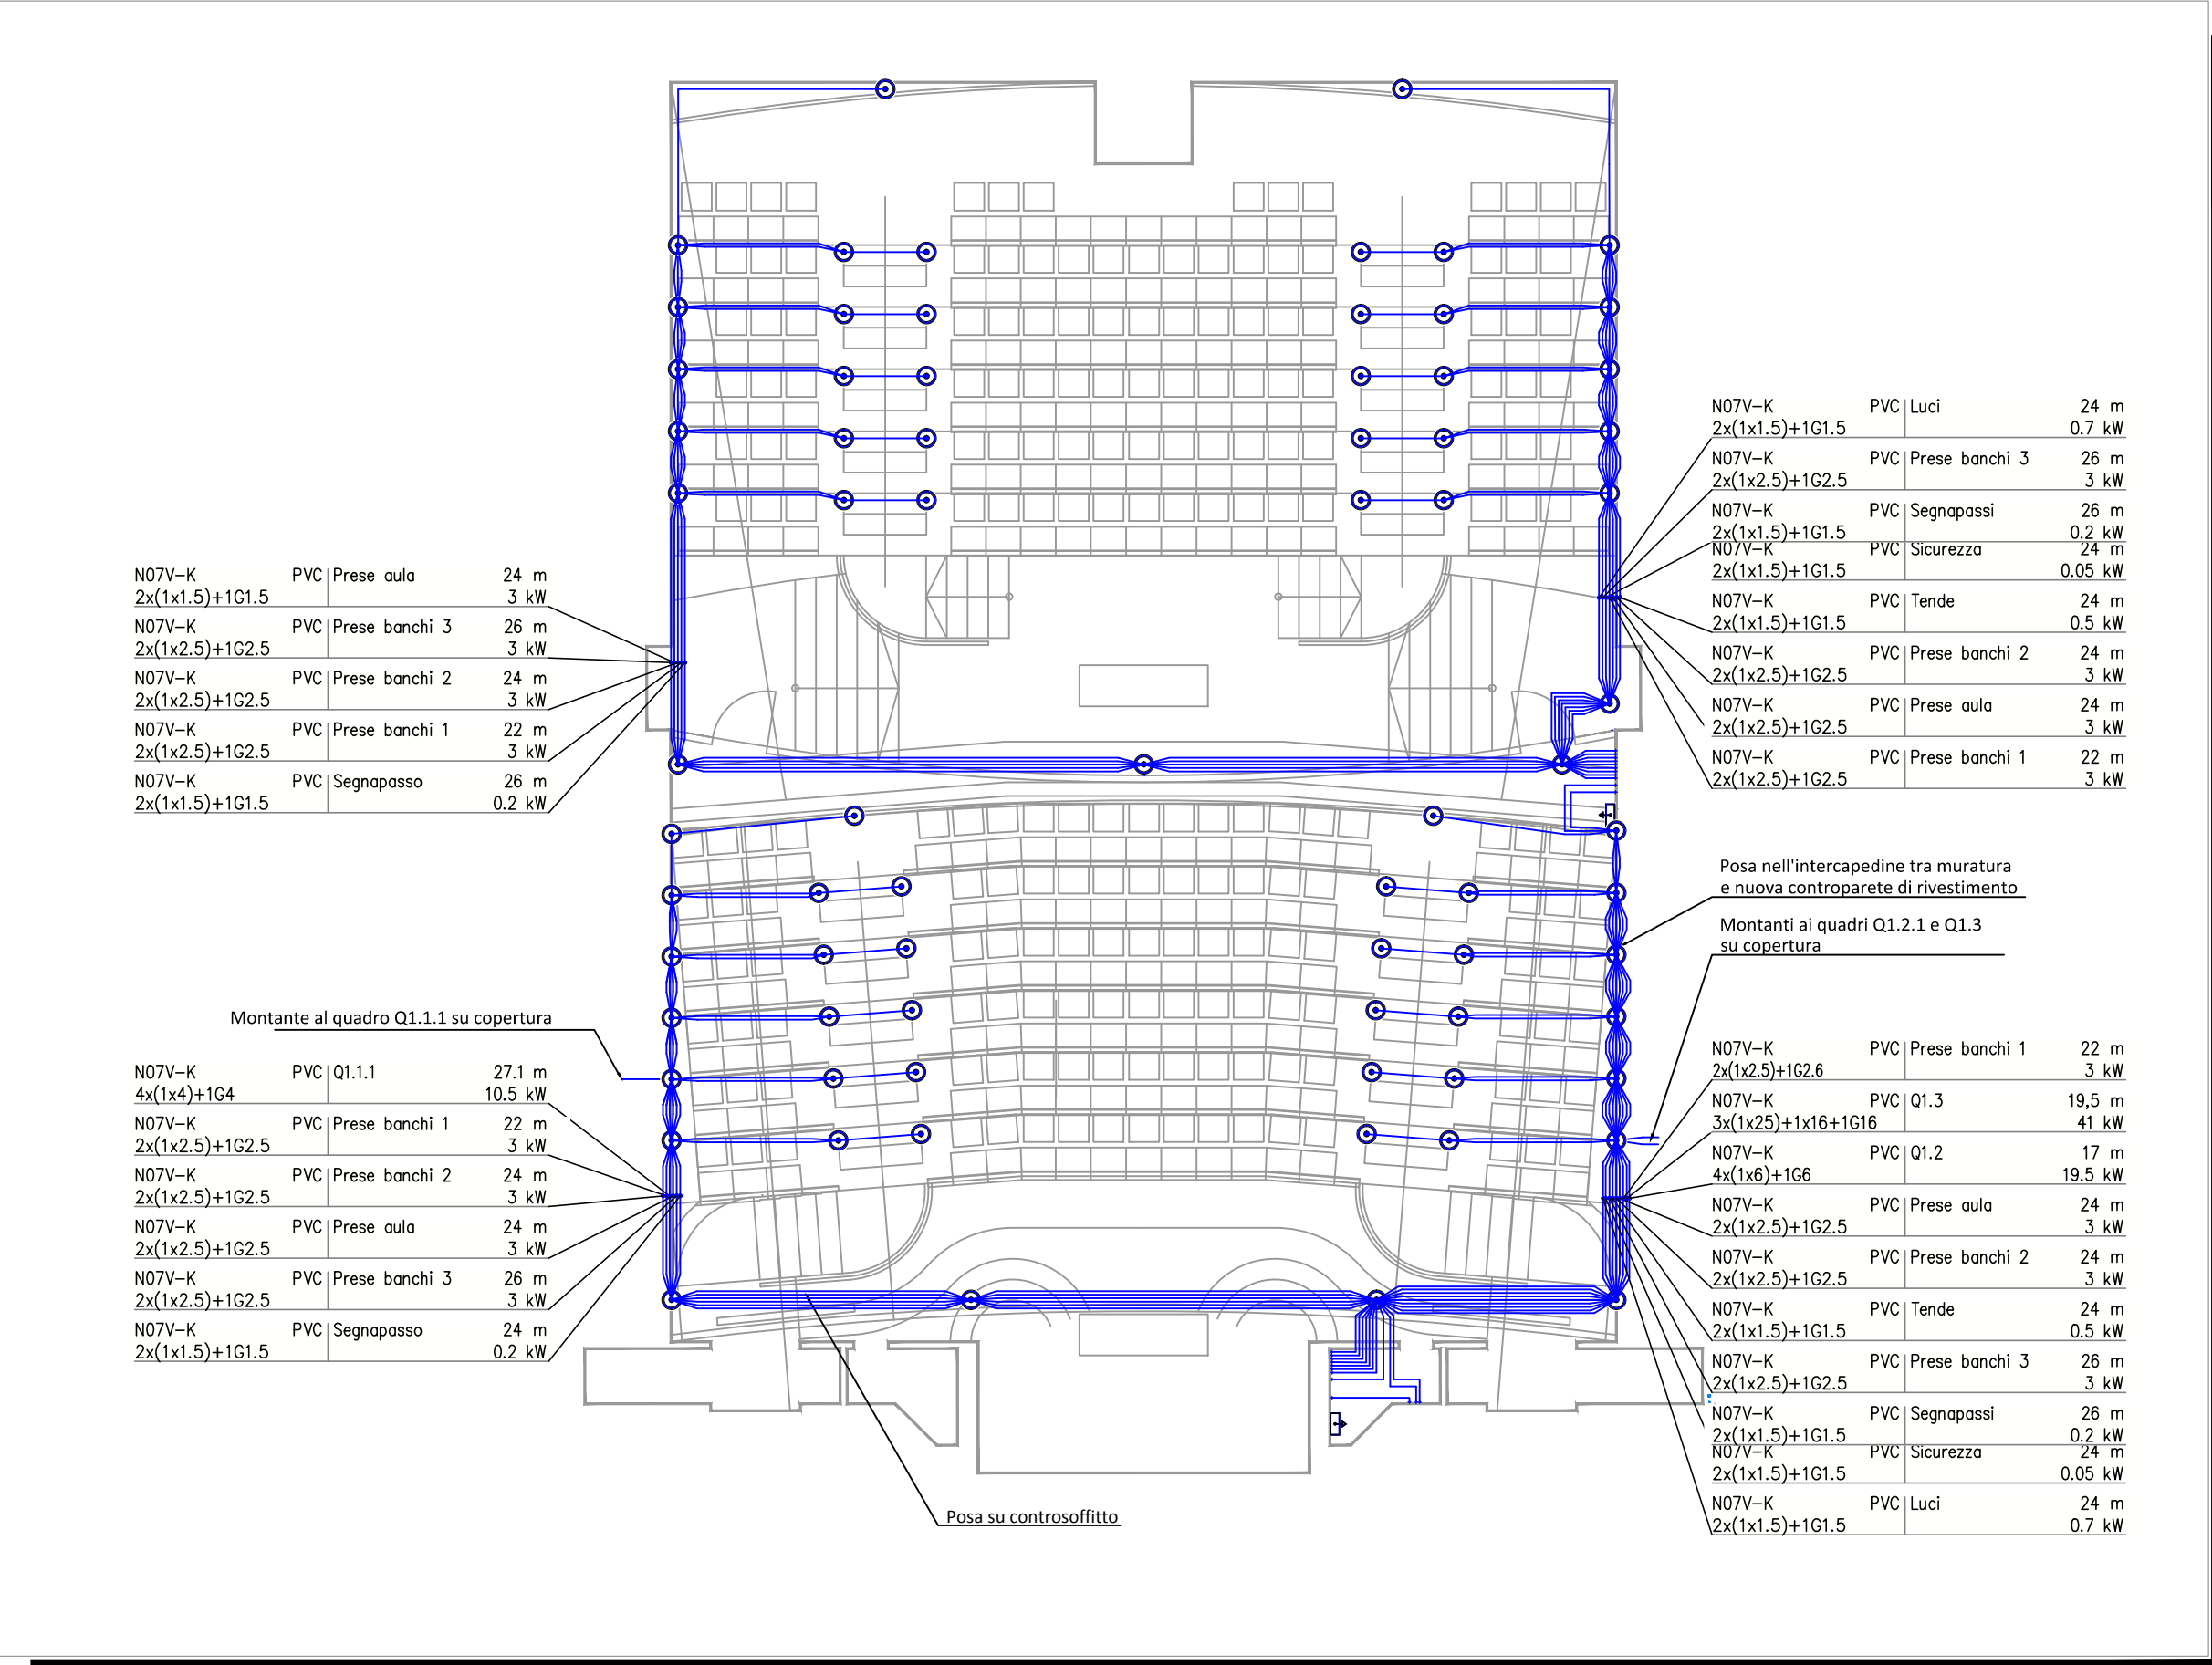 N07V-K PVC Luci 24 m
2x(1x1.5)+1G1.5 0.7 kW
N07V-K PVC Prese banchi 3 26 m
2x(1x2.5)+1G2.5 3 kW
N07V-K PVC Segnapassi 26 m
2x(1x1.5)+1G1.5 0.2 kW
N07V-K PVC Sicurezza 24 m
2x(1x1.5)+1G1.5 0.05 kW
N07V-K PVC Tende 24 m
2x(1x1.5)+1G1.5 0.5 kW
N07V-K PVC Prese banchi 2 24 m
2x(1x2.5)+1G2.5 3 kW
N07V-K PVC Prese aula 24 m
2x(1x2.5)+1G2.5 3 kW
N07V-K PVC Prese banchi 1 22 m
2x(1x2.5)+1G2.5 3 kW
N07V-K PVC Prese aula 24 m
2x(1x1.5)+1G1.5 3 kW
N07V-K PVC Prese banchi 3 26 m
2x(1x2.5)+1G2.5 3 kW
N07V-K PVC Prese banchi 2 24 m
2x(1x2.5)+1G2.5 3 kW
N07V-K PVC Prese banchi 1 22 m
2x(1x2.5)+1G2.5 3 kW
N07V-K PVC Segnapasso 26 m
2x(1x1.5)+1G1.5 0.2 kW
Posa nell'intercapedine tra muratura
e nuova controparete di rivestimento
Montanti ai quadri Q1.2.1 e Q1.3
su copertura
Montante al quadro Q1.1.1 su copertura
N07V-K PVC Q1.1.1 27.1 m
4x(1x4)+1G4 10.5 kW
N07V-K PVC Prese banchi 1 22 m
2x(1x2.5)+1G2.5 3 kW
N07V-K PVC Prese banchi 2 24 m
2x(1x2.5)+1G2.5 3 kW
N07V-K PVC Prese aula 24 m
2x(1x2.5)+1G2.5 3 kW
N07V-K PVC Prese banchi 3 26 m
2x(1x2.5)+1G2.5 3 kW
N07V-K PVC Segnapasso 24 m
2x(1x1.5)+1G1.5 0.2 kW
N07V-K PVC Prese banchi 1 22 m
2x(1x2.5)+1G2.6 3 kW
N07V-K PVC Q1.3 19,5 m
3x(1x25)+1x16+1G16 41 kW
N07V-K PVC Q1.2 17 m
4x(1x6)+1G6 19.5 kW
N07V-K PVC Prese aula 24 m
2x(1x2.5)+1G2.5 3 kW
N07V-K PVC Prese banchi 2 24 m
2x(1x2.5)+1G2.5 3 kW
N07V-K PVC Tende 24 m
2x(1x1.5)+1G1.5 0.5 kW
N07V-K PVC Prese banchi 3 26 m
2x(1x2.5)+1G2.5 3 kW
N07V-K PVC Segnapassi 26 m
2x(1x1.5)+1G1.5 0.2 kW
N07V-K PVC Sicurezza 24 m
2x(1x1.5)+1G1.5 0.05 kW
N07V-K PVC Luci 24 m
2x(1x1.5)+1G1.5 0.7 kW
Posa su controsoffitto